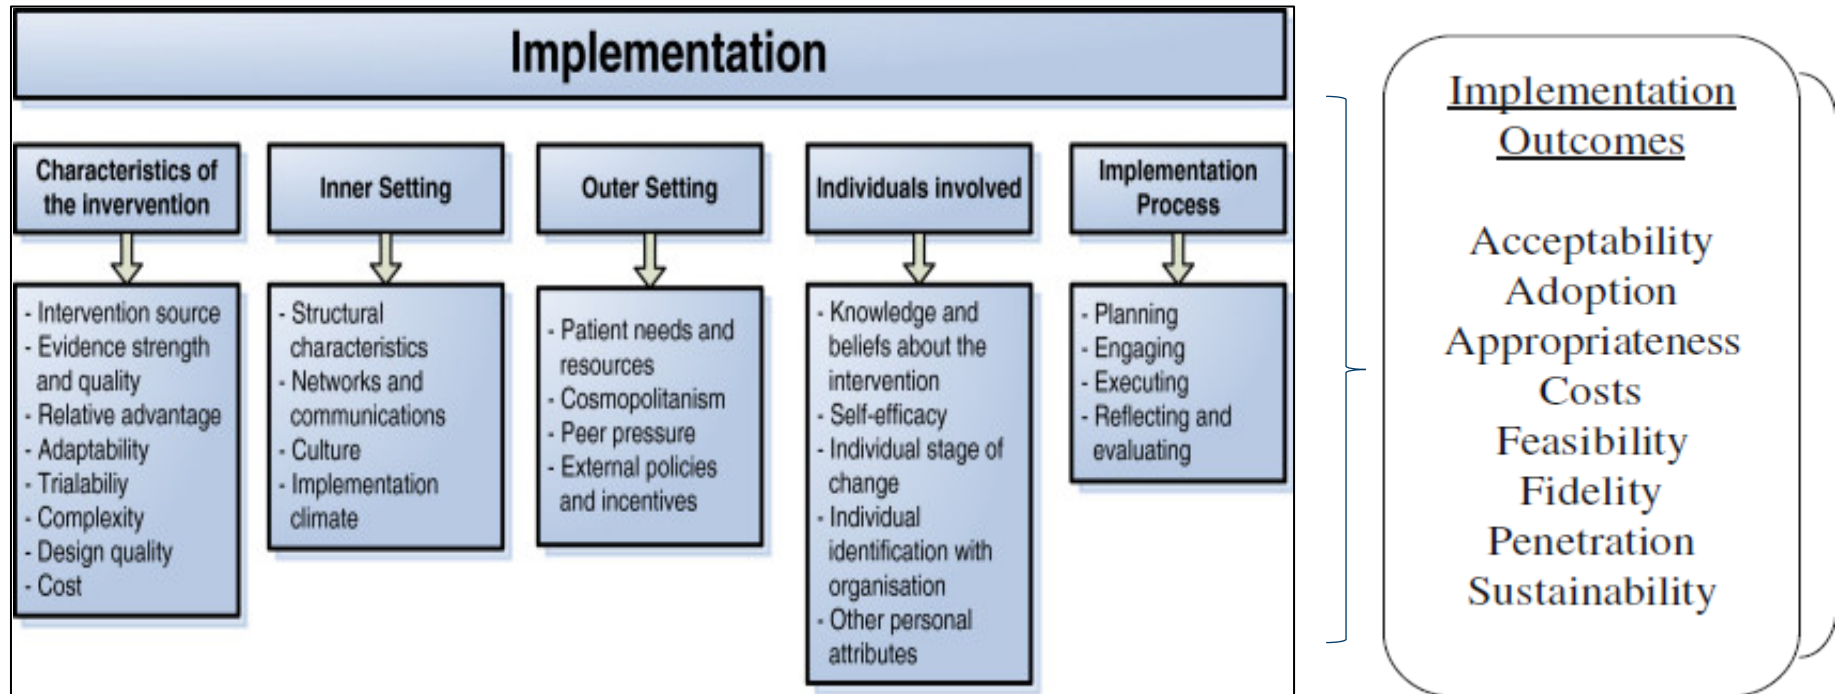 Implementation
Characteristics of
the invervention
- Intervention source
- Evidence strength
and quality
- Relative advantage
- Adaptability
- Trialabiliy
- Complexity
- Design quality
- Cost
Inner Setting
- Structural
characteristics
- Networks and
communications
- Culture
- Implementation
climate
Outer Setting
- Patient needs and
resources
- Cosmopolitanism
- Peer pressure
- External policies
and incentives
Individuals involved
- Knowledge and
beliefs about the
intervention
- Self-efficacy
- Individual stage of
change
- Individual
identification with
organisation
- Other personal
attributes
Implementation
Process
- Planning
- Engaging
- Executing
- Reflecting and
evaluating
Implementation
Outcomes
Acceptability
Adoption
Appropriateness
Costs
Feasibility
Fidelity
Penetration
Sustainability